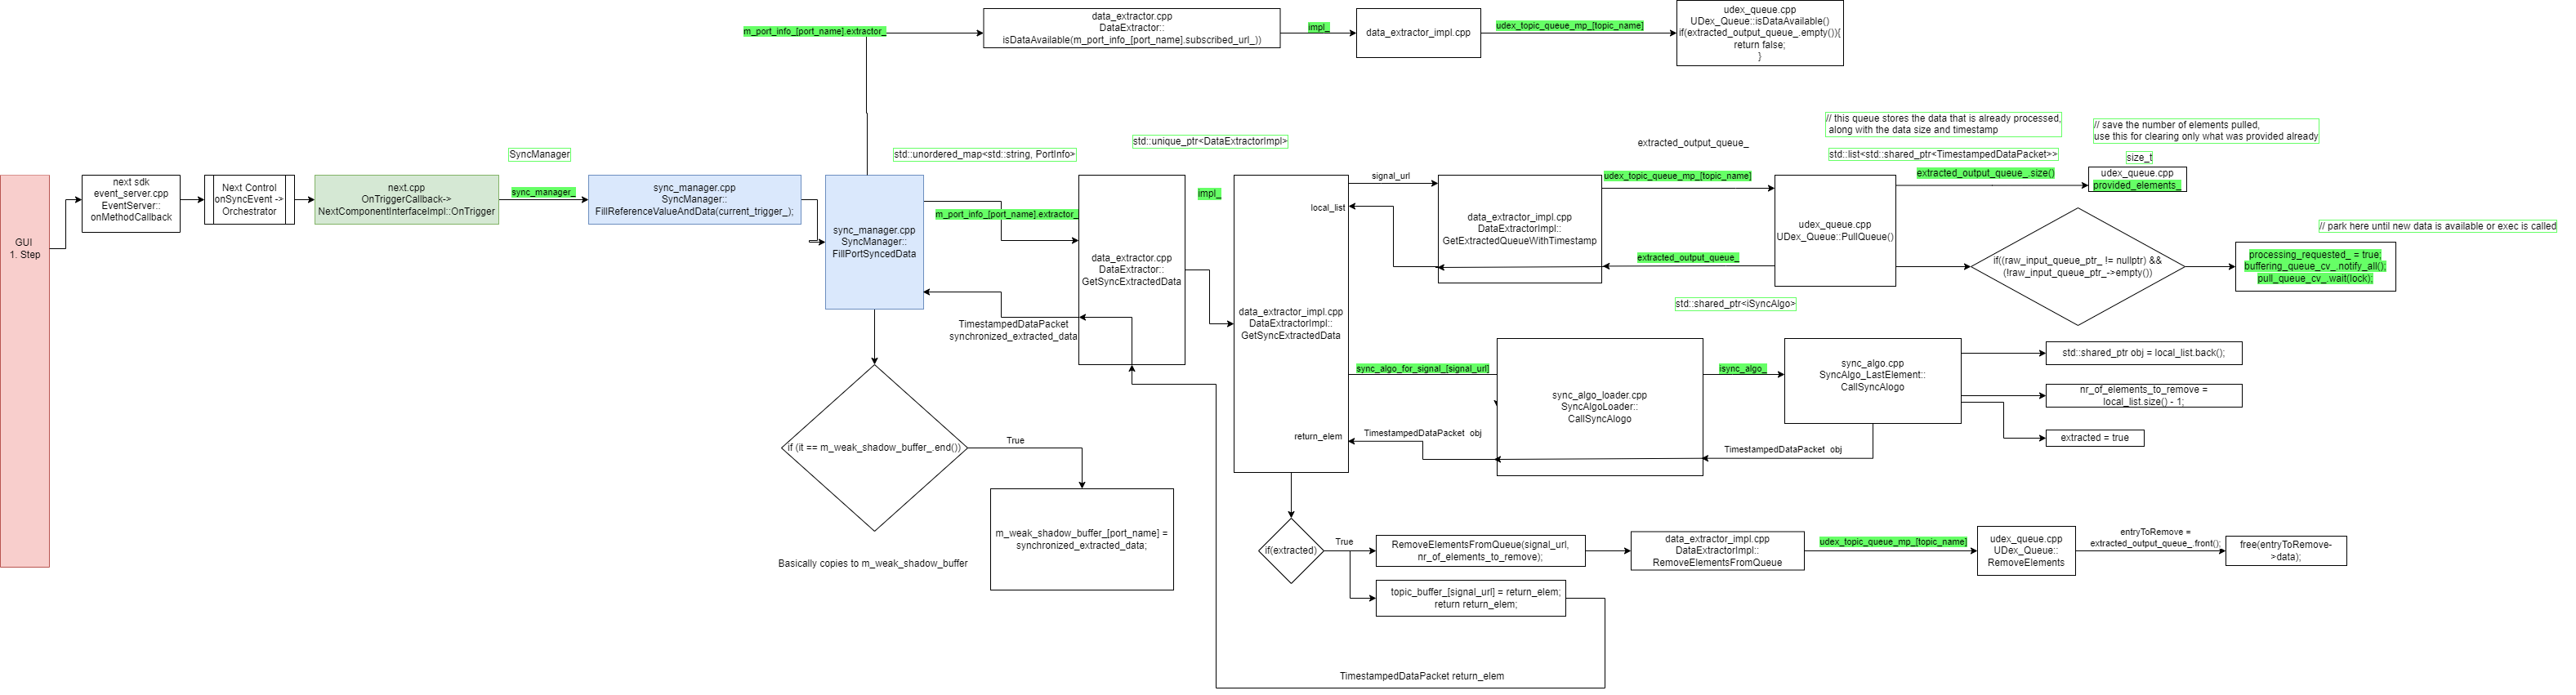 m_port_info_[port_name].extractor_
data_extractor.cpp
DataExtractor::
isDataAvailable(m_port_info_[port_name].subscribed_url_))
impl_
data_extractor_impl.cpp
udex_topic_queue_mp_[topic_name]
udex_queue.cpp
UDex_Queue::isDataAvailable()
if(extracted_output_queue_.empty()){
return false;
}
// this queue stores the data that is already processed,
along with the data size and timestamp
// save the number of elements pulled,
use this for clearing only what was provided already
SyncManager
std::unordered_map<std::string, PortInfo>
std::unique_ptr<DataExtractorImpl>
extracted_output_queue_
std::list<std::shared_ptr<TimestampedDataPacket>>
size_t
GUI
1. Step
next sdk
event_server.cpp
EventServer::
onMethodCallback
Next Control
onSyncEvent ->
Orchestrator
next.cpp
OnTriggerCallback->
NextComponentInterfaceImpl::OnTrigger
sync_manager_
sync_manager.cpp
SyncManager::
FillReferenceValueAndData(current_trigger_);
sync_manager.cpp
SyncManager::
FillPortSyncedData
m_port_info_[port_name].extractor_
data_extractor.cpp
DataExtractor::
GetSyncExtractedData
TimestampedDataPacket
synchronized_extracted_data
impl_
data_extractor_impl.cpp
DataExtractorImpl::
GetSyncExtractedData
signal_url
local_list
data_extractor_impl.cpp
DataExtractorImpl::
GetExtractedQueueWithTimestamp
udex_topic_queue_mp_[topic_name]
extracted_output_queue_
udex_queue.cpp
UDex_Queue::PullQueue()
extracted_output_queue_.size()
udex_queue.cpp
provided_elements_
if((raw_input_queue_ptr_ != nullptr) &&
(!raw_input_queue_ptr_->empty())
// park here until new data is available or exec is called
processing_requested_ = true;
buffering_queue_cv_.notify_all();
pull_queue_cv_.wait(lock);
std::shared_ptr<iSyncAlgo>
sync_algo_for_signal_[signal_url]
sync_algo_loader.cpp
SyncAlgoLoader::
CallSyncAlogo
isync_algo_
sync_algo.cpp
SyncAlgo_LastElement::
CallSyncAlogo
std::shared_ptr obj = local_list.back();
nr_of_elements_to_remove =
local_list.size() - 1;
extracted = true
return_elem
TimestampedDataPacket obj
TimestampedDataPacket obj
if (it == m_weak_shadow_buffer_.end())
True
m_weak_shadow_buffer_[port_name] =
synchronized_extracted_data;
Basically copies to m_weak_shadow_buffer
if(extracted)
True
RemoveElementsFromQueue(signal_url,
nr_of_elements_to_remove);
data_extractor_impl.cpp
DataExtractorImpl::
RemoveElementsFromQueue
udex_topic_queue_mp_[topic_name]
udex_queue.cpp
UDex_Queue::
RemoveElements
entryToRemove =
extracted_output_queue_.front();
free(entryToRemove-
>data);
topic_buffer_[signal_url] = return_elem;
return return_elem;
TimestampedDataPacket return_elem